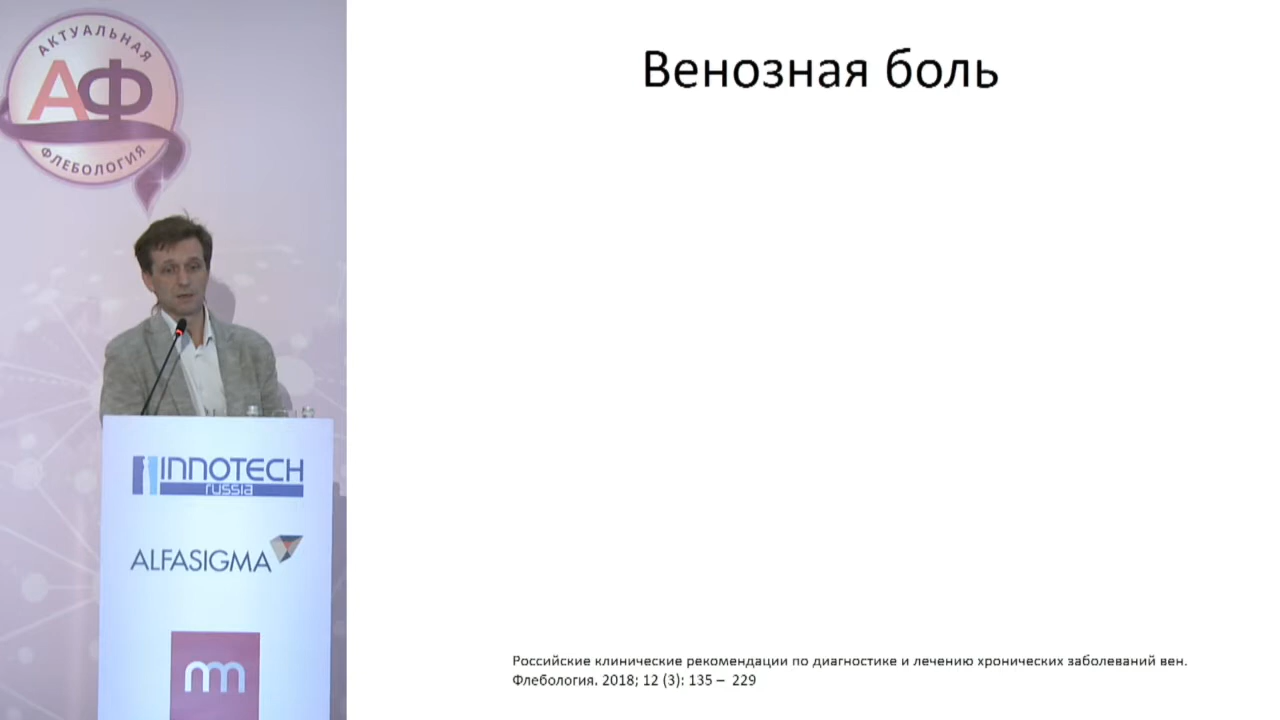 АКТУАЛЬНАЯ
АФ
ФЛЕБОЛОГИЯ
Венозная боль
INNOTECH
russia
ALFASIGMA
Российские клинические рекомендации по диагностике и лечению хронических заболеваний вен.
Флебология. 2018; 12 (3): 135 – 229